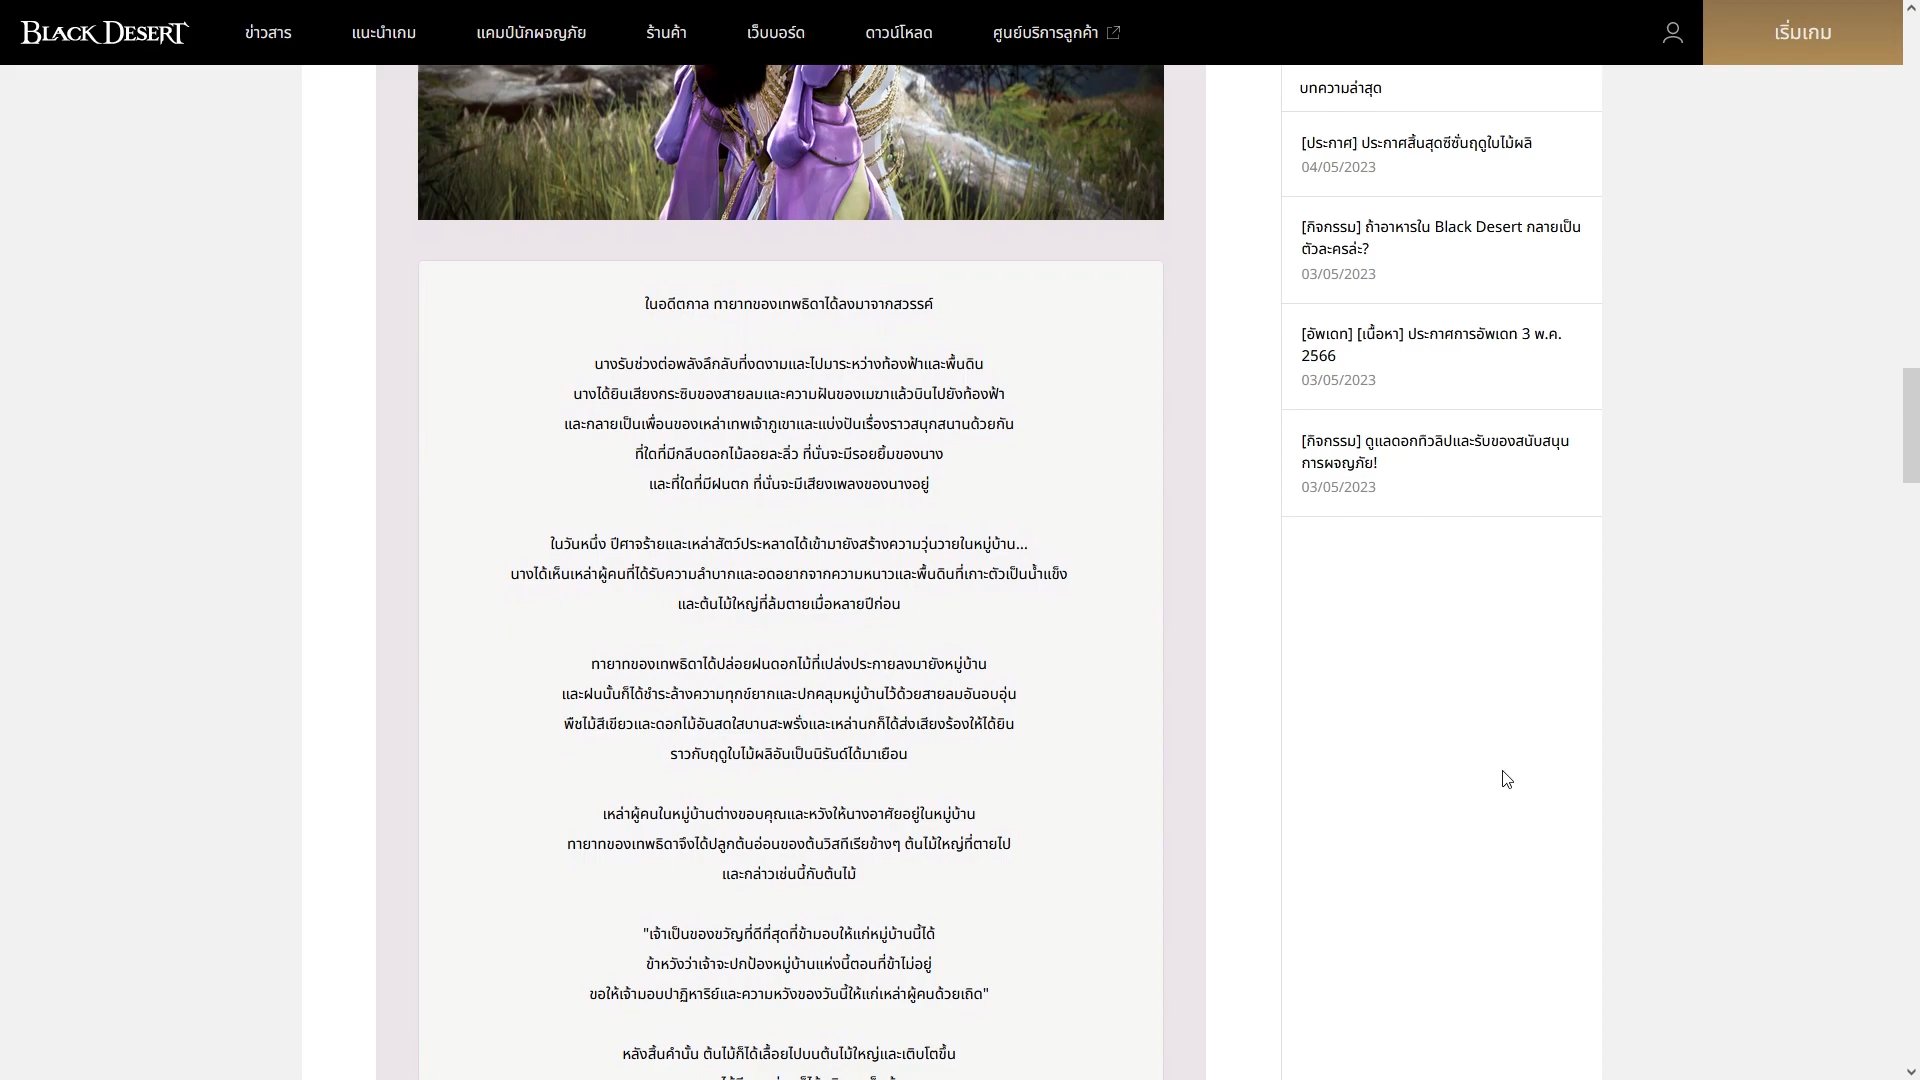 BLACK DESERT
ข่าวสาร
แนะนำเกม
แคมป์นักผจญภัย
ร้านค้า
เว็บบอร์ด
ดาวน์โหลด
ศูนย์บริการลูกค้า
เริ่มเกม
ในอดีตกาล ทายาทของเทพธิดาได้ลงมาจากสวรรค์
นางรับช่วงต่อพลังลึกลับที่งดงามและไปมาระหว่างท้องฟ้าและพื้นดิน
นางได้ยินเสียงกระซิบของสายลมและความฝันของเมฆาแล้วบินไปยังท้องฟ้า
และกลายเป็นเพื่อนของเหล่าเทพเจ้าภูเขาและแบ่งปันเรื่องราวสนุกสนานด้วยกัน
ที่ใดที่มีกลีบดอกไม้ลอยละลิ่ว ที่นั่นจะมีรอยยิ้มของนาง
และที่ใดที่มีฝนตก ที่นั่นจะมีเสียงเพลงของนางอยู่
ในวันหนึ่ง ปีศาจร้ายและเหล่าสัตว์ประหลาดได้เข้ามายังสร้างความวุ่นวายในหมู่บ้าน...
นางได้เห็นเหล่าผู้คนที่ได้รับความลำบากและอดอยากจากความหนาวและพื้นดินที่เกาะตัวเป็นน้ำแข็ง
และต้นไม้ใหญ่ที่ล้มตายเมื่อหลายปีก่อน
ทายาทของเทพธิดาได้ปล่อยฝนดอกไม้ที่เปล่งประกายลงมายังหมู่บ้าน
และฝนนั้นก็ได้ชำระล้างความทุกข์ยากและปกคลุมหมู่บ้านไว้ด้วยสายลมอันอบอุ่น
พืชไม้สีเขียวและดอกไม้อันสดใสบานสะพรั่งและเหล่านกก็ได้ส่งเสียงร้องให้ได้ยิน
ราวกับฤดูใบไม้ผลิอันเป็นนิรันด์ได้มาเยือน
เหล่าผู้คนในหมู่บ้านต่างขอบคุณและหวังให้นางอาศัยอยู่ในหมู่บ้าน
ทายาทของเทพธิดาจึงได้ปลูกต้นอ่อนของต้นวิสทีเรียข้างๆ ต้นไม้ใหญ่ที่ตายไป
และกล่าวเช่นนี้กับต้นไม้
"เจ้าเป็นของขวัญที่ดีที่สุดที่ข้ามอบให้แก่หมู่บ้านนี้ได้
ข้าหวังว่าเจ้าจะปกป้องหมู่บ้านแห่งนี้ตอนที่ข้าไม่อยู่
ขอให้เจ้ามอบปาฏิหาริย์และความหวังของวันนี้ให้แก่เหล่าผู้คนด้วยเถิด"
หลังสิ้นคำนั้น ต้นไม้ก็ได้เลื้อยไปบนต้นไม้ใหญ่และเติบโตขึ้น
บทความล่าสุด
[ประกาศ] ประกาศสิ้นสุดซีซั่นฤดูใบไม้ผลิ
04/05/2023
[กิจกรรม] ถ้าอาหารใน Black Desert กลายเป็น
ตัวละครล่ะ?
03/05/2023
[อัพเดท] [เนื้อหา] ประกาศการอัพเดท 3 พ.ค.
2566
03/05/2023
[กิจกรรม] ดูแลดอกทิวลิปและรับของสนับสนุน
การผจญภัย!
03/05/2023